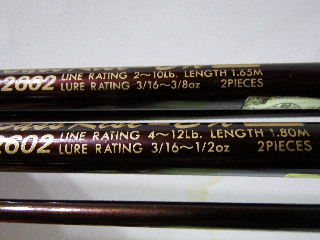 2602 LINE RATING 2~10Lb. LENGTH 1.65M
LURE RATING 3/16~3/8oz 2PIECES
2602 LINE RATING 4~12Lb. LENGTH 1.80M
LURE RATING 3/16~1/2oz 2PIECES